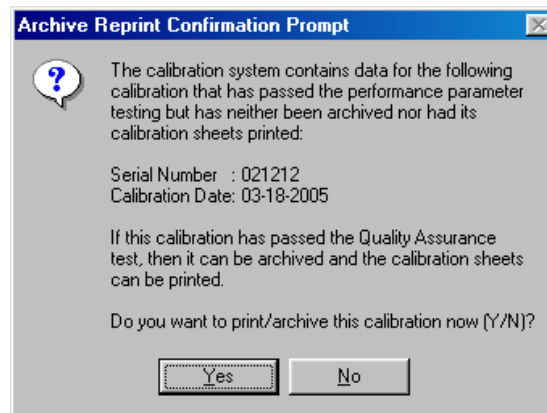 Archive Reprint Confirmation Prompt
?
The calibration system contains data for the following
calibration that has passed the performance parameter
testing but has neither been archived nor had its
calibration sheets printed:
Serial Number : 021212
Calibration Date: 03-18-2005
If this calibration has passed the Quality Assurance
test, then it can be archived and the calibration sheets
can be printed.
Do you want to print/archive this calibration now (Y/N)?
Yes No